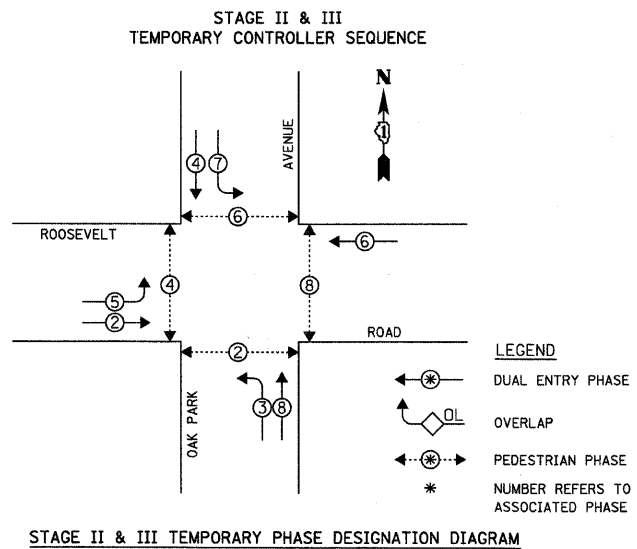 STAGE II & III
TEMPORARY CONTROLLER SEQUENCE
N
1
AVENUE
4 7
6
ROOSEVELT
6
5
4
8
2
ROAD
2
LEGEND
* DUAL ENTRY PHASE
3 8
OAK PARK
OL OVERLAP
* PEDESTRIAN PHASE
* NUMBER REFERS TO
ASSOCIATED PHASE
STAGE II & III TEMPORARY PHASE DESIGNATION DIAGRAM